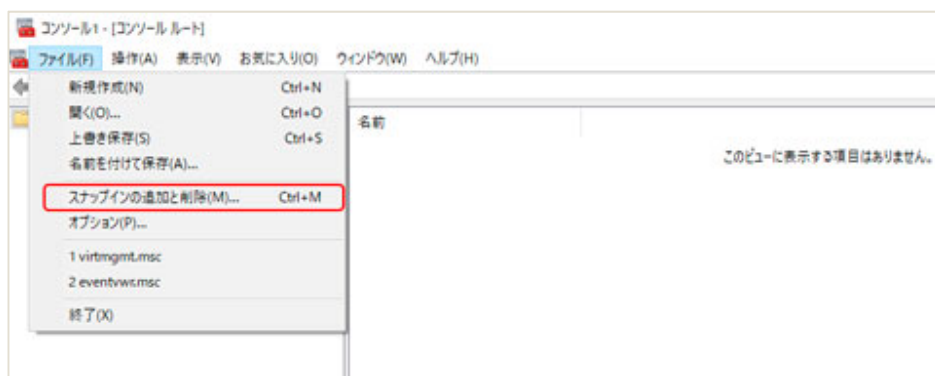 コンソール1 - [コンソール ルート]
ファイル(F) 操作(A) 表示(V) お気に入り(O) ウィンドウ(W) ヘルプ(H)
新規作成(N) Ctrl+N
開く(O)... Ctrl+O
上書き保存(S) Ctrl+S
名前を付けて保存(A)...
スナップインの追加と削除(M)... Ctrl+M
オプション(P)...
1 virtmgmt.msc
2 eventvwr.msc
終了(X)
名前
このビューに表示する項目はありません。